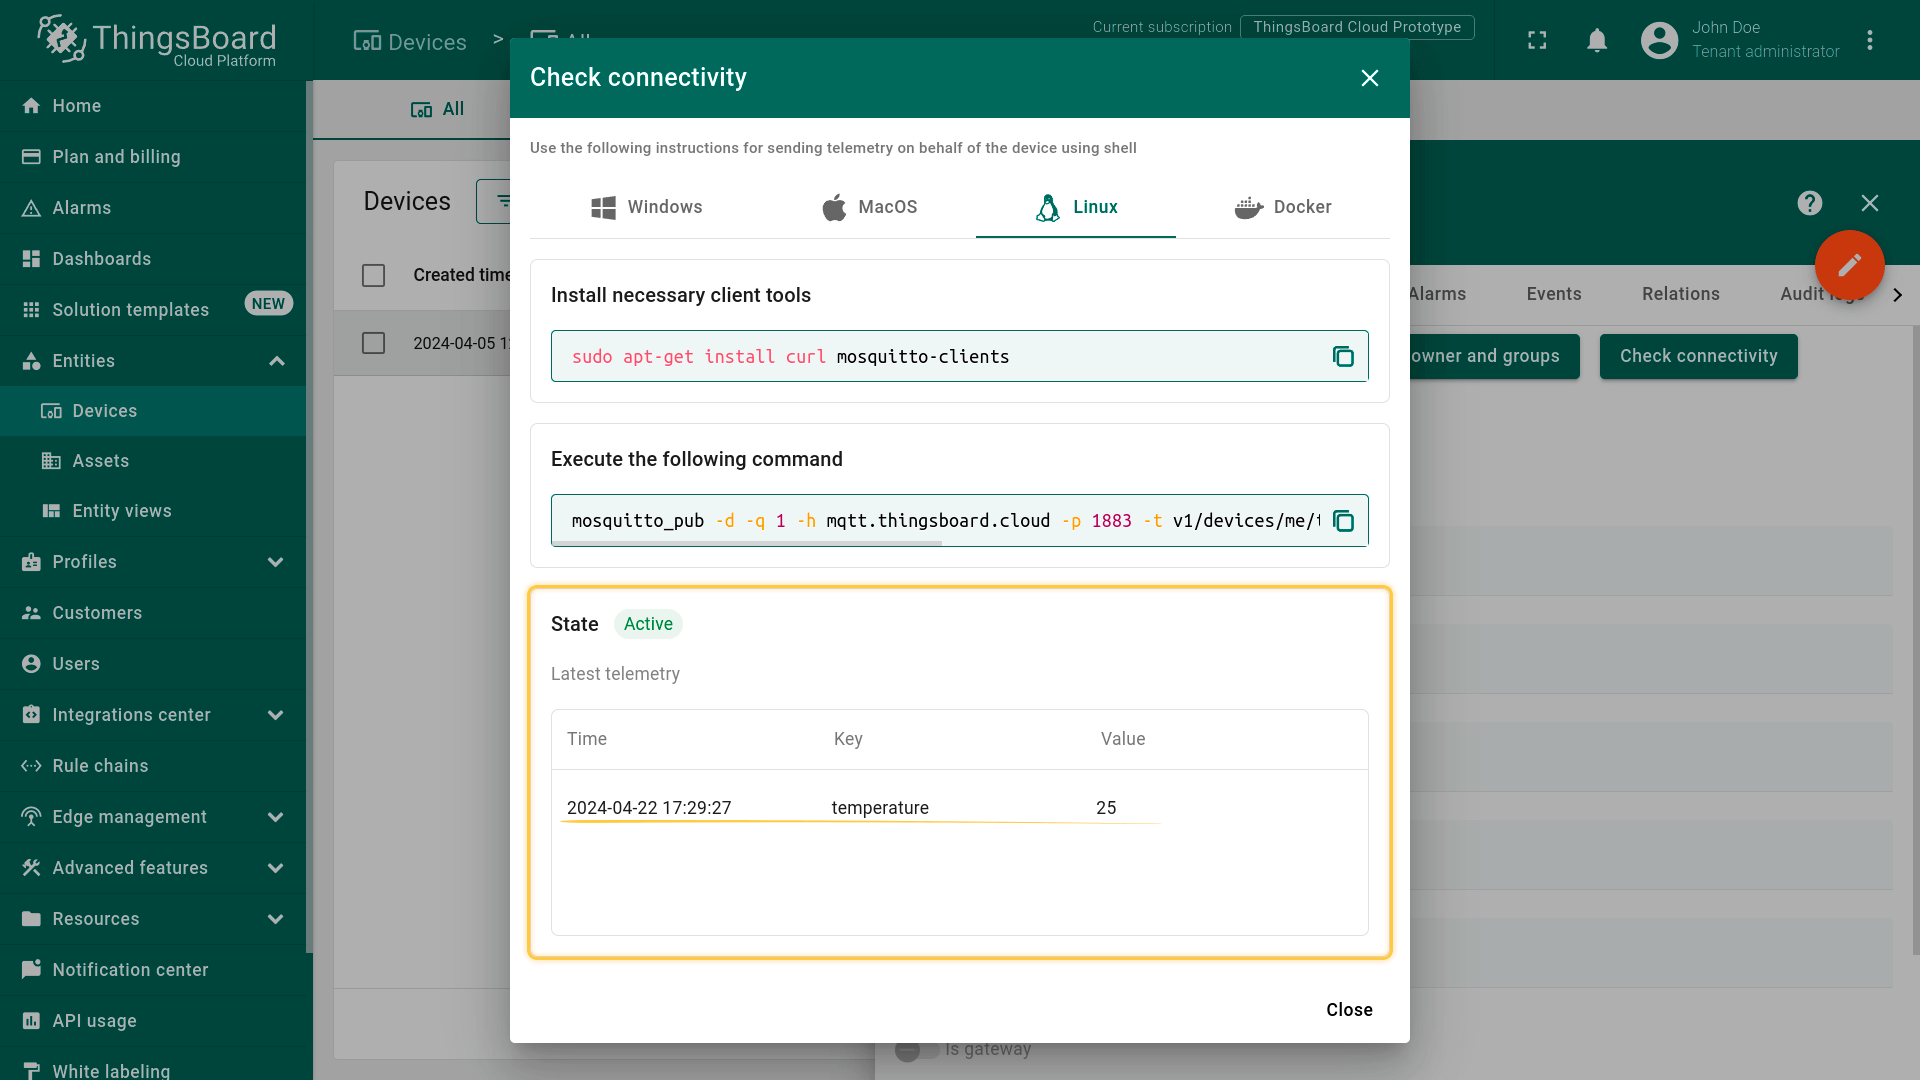 ThingsBoard
Cloud Platform
Devices > All
Current subscription ThingsBoard Cloud Prototype
John Doe
Tenant administrator
Home
Plan and billing
Alarms
Dashboards
Solution templates NEW
Entities
Devices
Assets
Entity views
Profiles
Customers
Users
Integrations center
Rule chains
Edge management
Advanced features
Resources
Notification center
API usage
White labeling
All
Devices
Created time
2024-04-05
Check connectivity
Use the following instructions for sending telemetry on behalf of the device using shell
Windows MacOS Linux Docker
Install necessary client tools
sudo apt-get install curl mosquitto-clients
Execute the following command
mosquitto_pub -d -q 1 -h mqtt.thingsboard.cloud -p 1883 -t v1/devices/me/
State Active
Latest telemetry
Time Key Value
2024-04-22 17:29:27 temperature 25
Close
Alarms Events Relations Audit logs
owner and groups Check connectivity
Is gateway